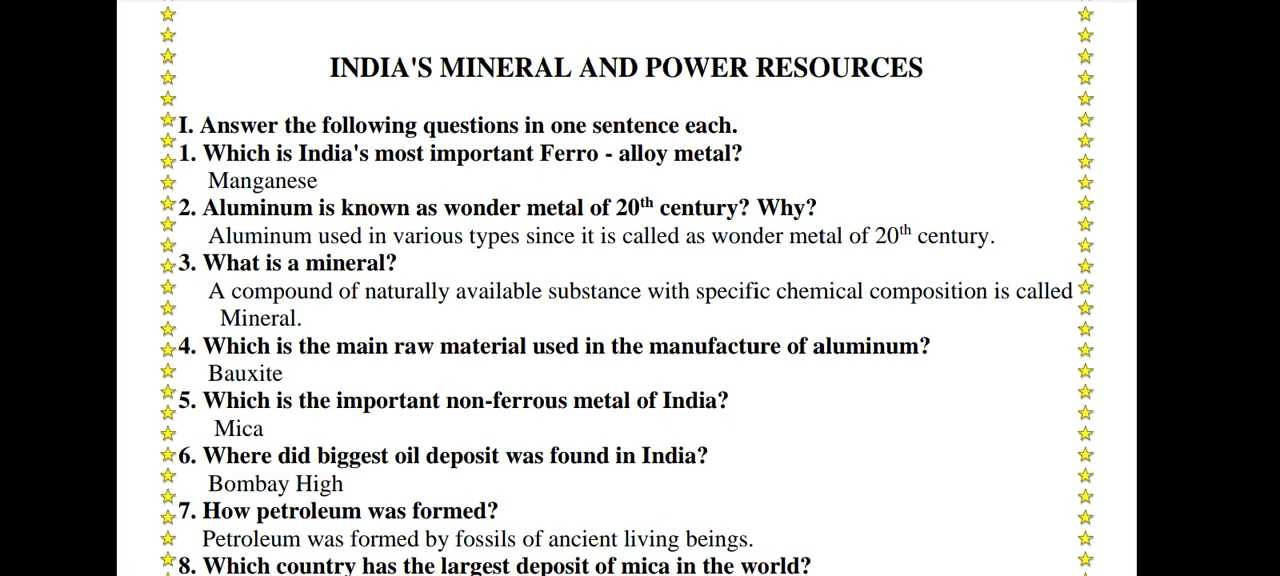 INDIA'S MINERAL AND POWER RESOURCES
I. Answer the following questions in one sentence each.
1. Which is India's most important Ferro - alloy metal?
Manganese
2. Aluminum is known as wonder metal of 20th century? Why?
Aluminum used in various types since it is called as wonder metal of 20th century.
3. What is a mineral?
A compound of naturally available substance with specific chemical composition is called
Mineral.
4. Which is the main raw material used in the manufacture of aluminum?
Bauxite
5. Which is the important non-ferrous metal of India?
Mica
6. Where did biggest oil deposit was found in India?
Bombay High
7. How petroleum was formed?
Petroleum was formed by fossils of ancient living beings.
8. Which country has the largest deposit of mica in the world?